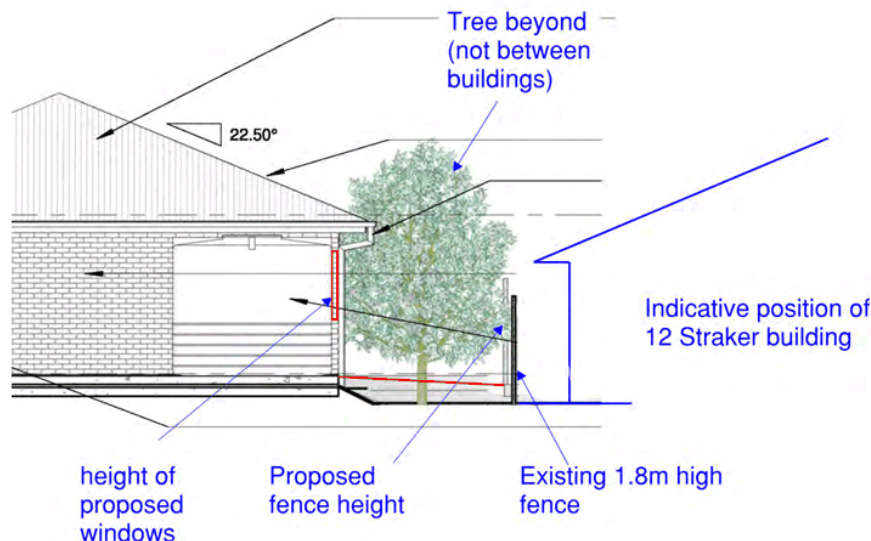 Tree beyond
(not between
buildings)
22.50°
Indicative position of
12 Straker building
height of
proposed
windows
Proposed
fence height
Existing 1.8m high
fence